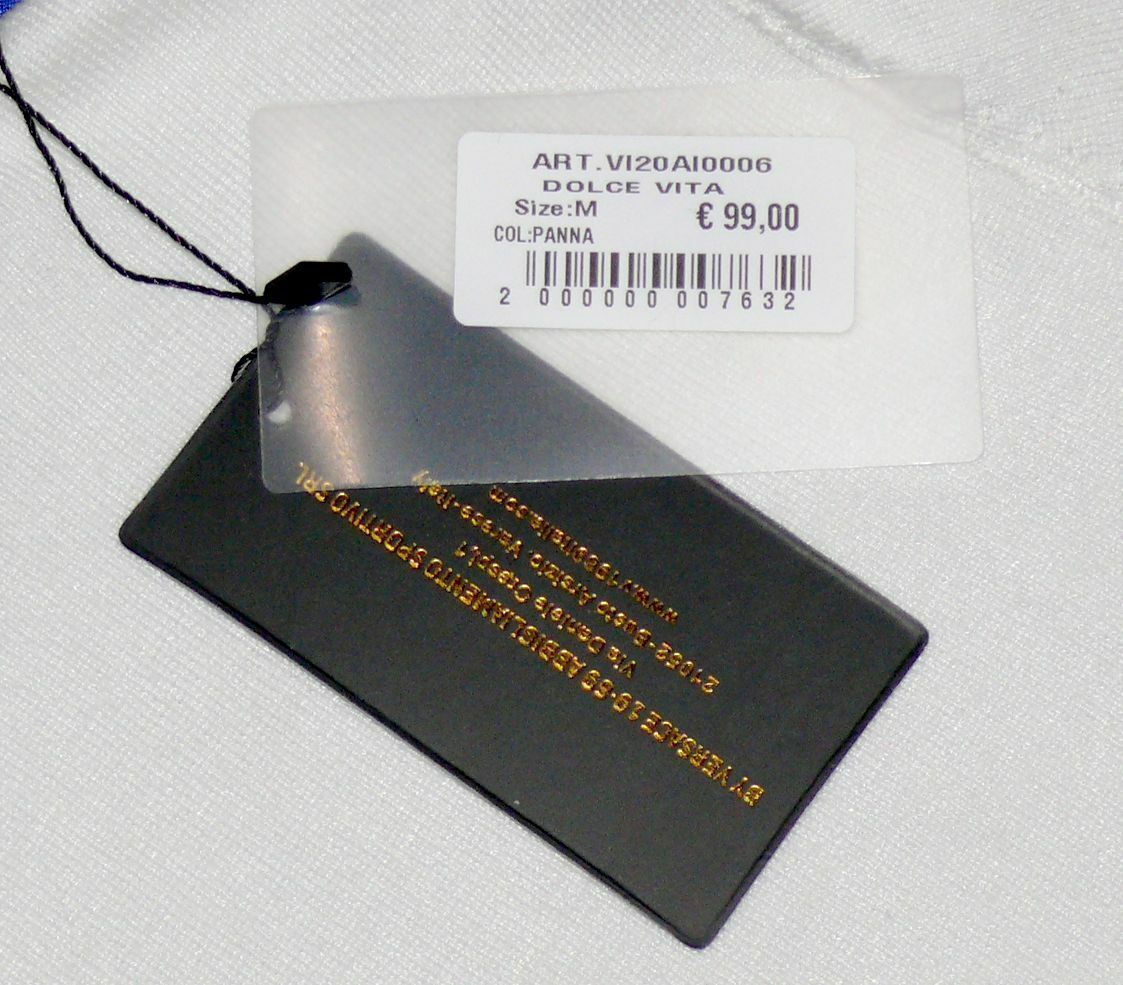 ART.VI20AI0006
DOLCE VITA
Size:M
€ 99,00
COL:PANNA
2 000000 007632
BY VERSACE 19·69 ABBIGLIAMENTO SPORTIVO SRL
Via Daniele Crespi,1
21052-Busto Arsizio, Varese-Italy
www.v1969italia.com